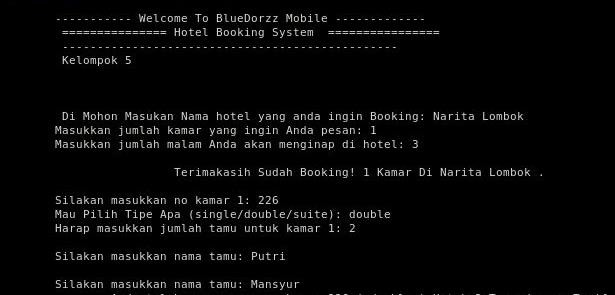 ----------- Welcome To BlueDorzz Mobile -------------
=============== Hotel Booking System ================
------------------------------------------------
Kelompok 5
Di Mohon Masukan Nama hotel yang anda ingin Booking: Narita Lombok
Masukkan jumlah kamar yang ingin Anda pesan: 1
Masukkan jumlah malam Anda akan menginap di hotel: 3
Terimakasih Sudah Booking! 1 Kamar Di Narita Lombok .
Silakan masukkan no kamar 1: 226
Mau Pilih Tipe Apa (single/double/suite): double
Harap masukkan jumlah tamu untuk kamar 1: 2
Silakan masukkan nama tamu: Putri
Silakan masukkan nama tamu: Mansyur